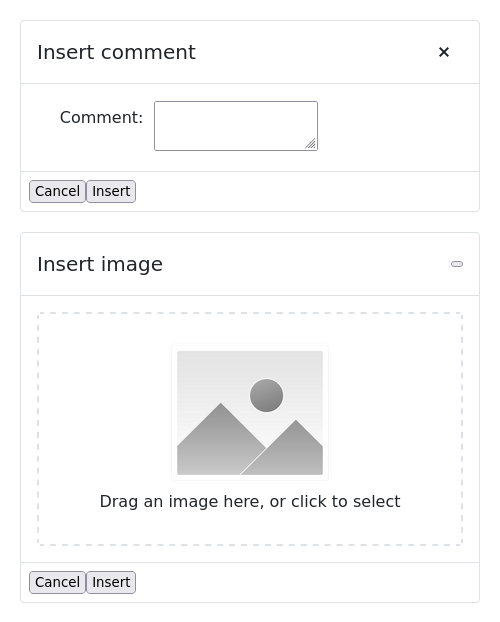 Insert comment
×
Comment:
Cancel Insert
Insert image
Drag an image here, or click to select
Cancel Insert